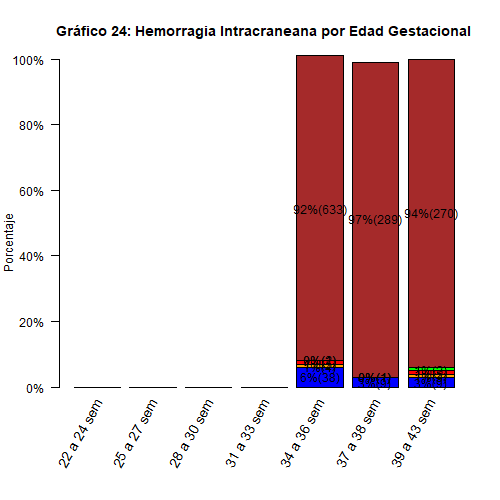 Gráfico 24: Hemorragia Intracraneana por Edad Gestacional
Porcentaje
100%
80%
60%
40%
20%
0%
92%(633)
97%(289)
94%(270)
0%(1)
22 a 24 sem
25 a 27 sem
28 a 30 sem
31 a 33 sem
34 a 36 sem
37 a 38 sem
39 a 43 sem